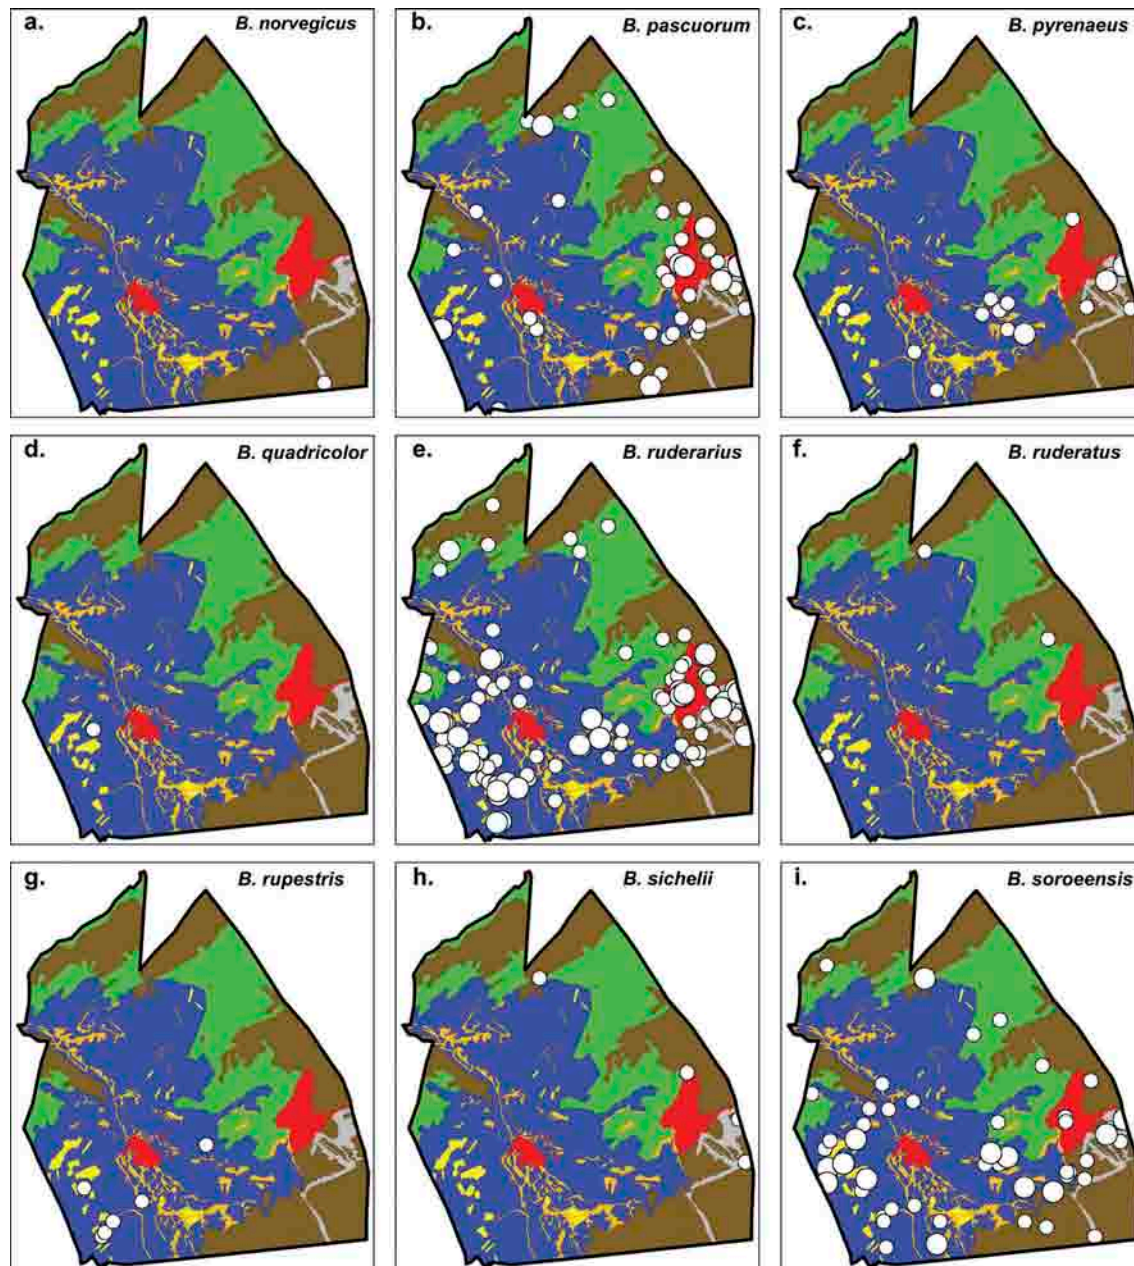 a. B. norvegicus
b. B. pascuorum
c. B. pyrenaeus
d. B. quadricolor
e. B. ruderarius
f. B. ruderatus
g. B. rupestris
h. B. sichelii
i. B. soroeensis